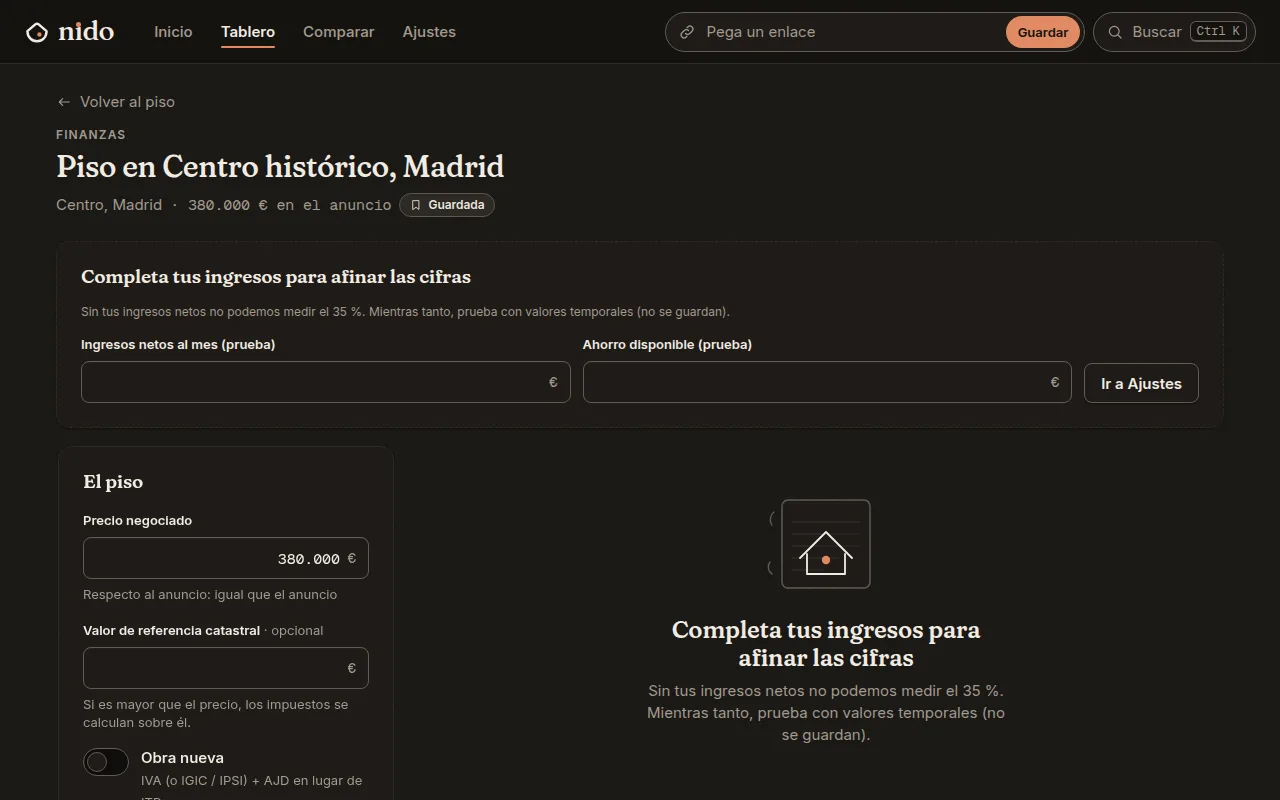 nido
Inicio
Tablero
Comparar
Ajustes
Pega un enlace
Guardar
Buscar
Ctrl K
Volver al piso
FINANZAS
Piso en Centro histórico, Madrid
Centro, Madrid · 380.000 € en el anuncio
Guardada
Completa tus ingresos para afinar las cifras
Sin tus ingresos netos no podemos medir el 35 %. Mientras tanto, prueba con valores temporales (no se guardan).
Ingresos netos al mes (prueba)
€
Ahorro disponible (prueba)
€
Ir a Ajustes
El piso
Precio negociado
380.000 €
Respecto al anuncio: igual que el anuncio
Valor de referencia catastral · opcional
€
Si es mayor que el precio, los impuestos se
calculan sobre él.
Obra nueva
IVA (o IGIC / IPSI) + AJD en lugar de
Completa tus ingresos para
afinar las cifras
Sin tus ingresos netos no podemos medir el 35 %.
Mientras tanto, prueba con valores temporales (no
se guardan).